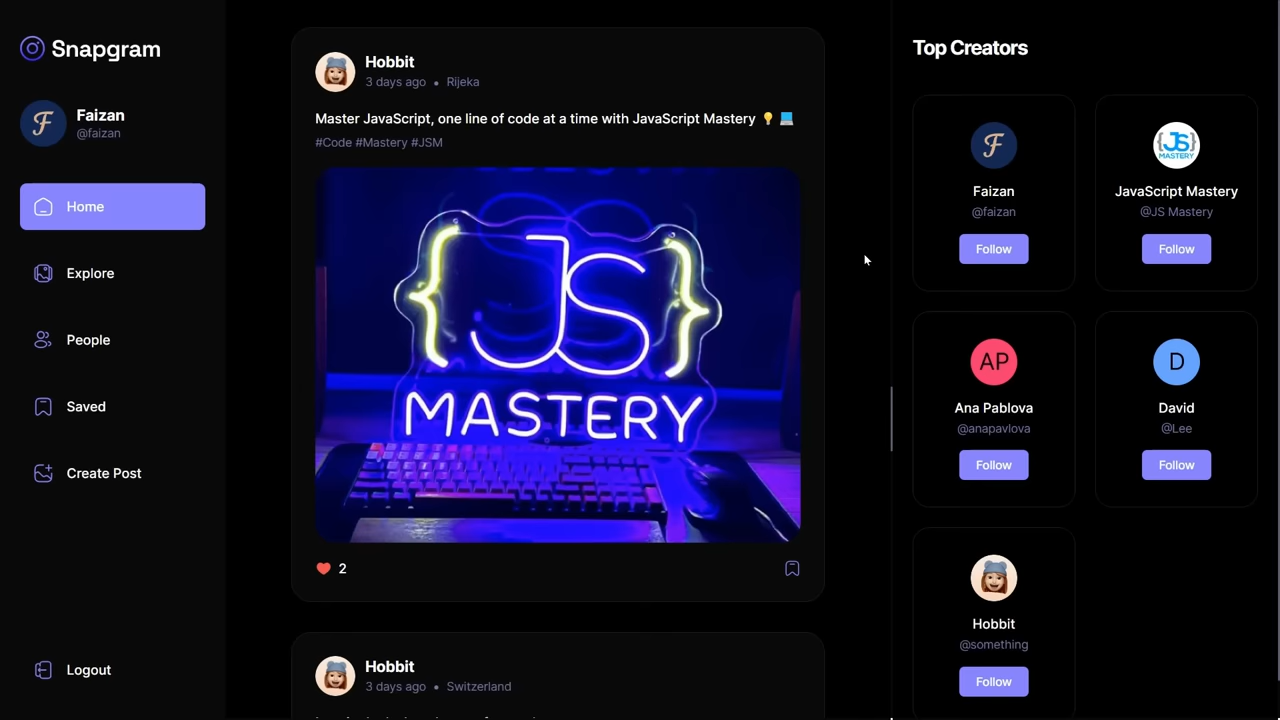 Snapgram
Faizan
@faizan
Home
Explore
People
Saved
Create Post
Logout
Hobbit
3 days ago • Rijeka
Master JavaScript, one line of code at a time with JavaScript Mastery 💡 💻
#Code #Mastery #JSM
{JS}
MASTERY
2
Hobbit
3 days ago • Switzerland
Top Creators
F
Faizan
@faizan
Follow
{JS}
MASTERY
JavaScript Mastery
@JS Mastery
Follow
AP
Ana Pablova
@anapavlova
Follow
D
David
@Lee
Follow
Hobbit
@something
Follow